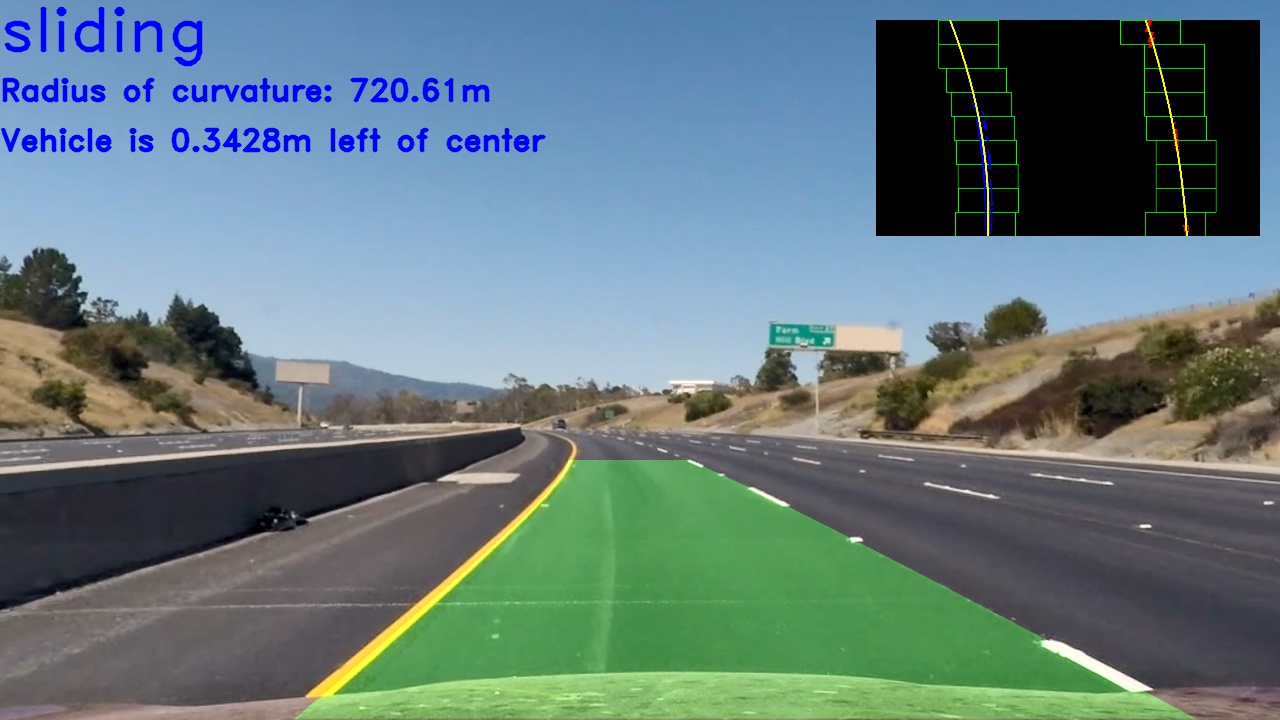 sliding
Radius of curvature: 720.61m
Vehicle is 0.3428m left of center
Farm
Hill Blvd